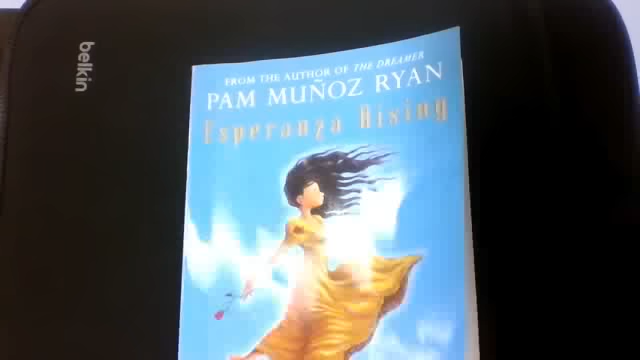 belkin
FROM THE AUTHOR OF THE DREAMER
PAM MUÑOZ RYAN
Esperanza Rising